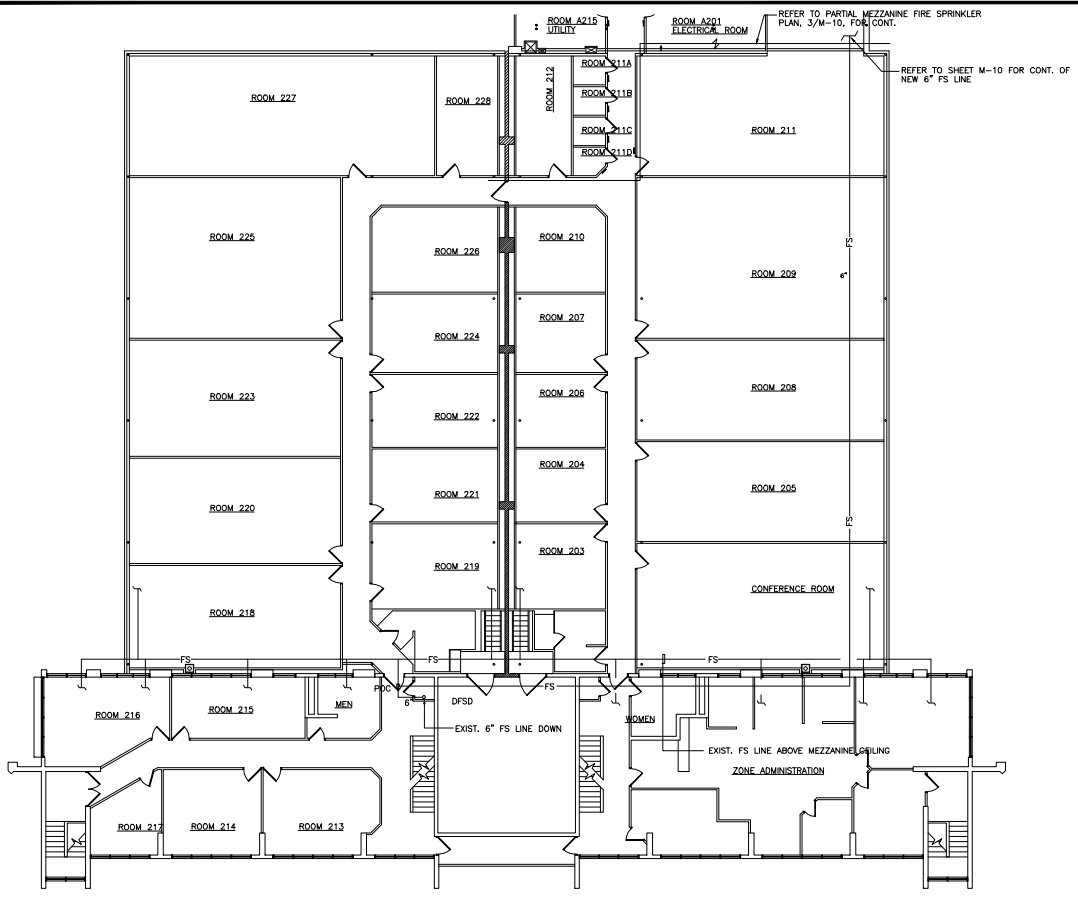 ROOM A215
UTILITY
ROOM A201
ELECTRICAL ROOM
REFER TO PARTIAL MEZZANINE FIRE SPRINKLER
PLAN, 3/M-10, FOR CONT.
REFER TO SHEET M-10 FOR CONT. OF
NEW 6" FS LINE
ROOM 227
ROOM 228
ROOM 212
ROOM 211A
ROOM 211B
ROOM 211C
ROOM 211D
ROOM 211
ROOM 225
ROOM 226
ROOM 210
FS
ROOM 209
6"
ROOM 224
ROOM 207
ROOM 223
ROOM 222
ROOM 206
ROOM 208
ROOM 220
ROOM 221
ROOM 204
ROOM 205
FS
ROOM 219
ROOM 203
CONFERENCE ROOM
ROOM 218
FS
FS
FS
FS
POC
6"
DFSD
MEN
WOMEN
ROOM 216
ROOM 215
EXIST. 6" FS LINE DOWN
EXIST. FS LINE ABOVE MEZZANINE CEILING
ZONE ADMINISTRATION
ROOM 217
ROOM 214
ROOM 213